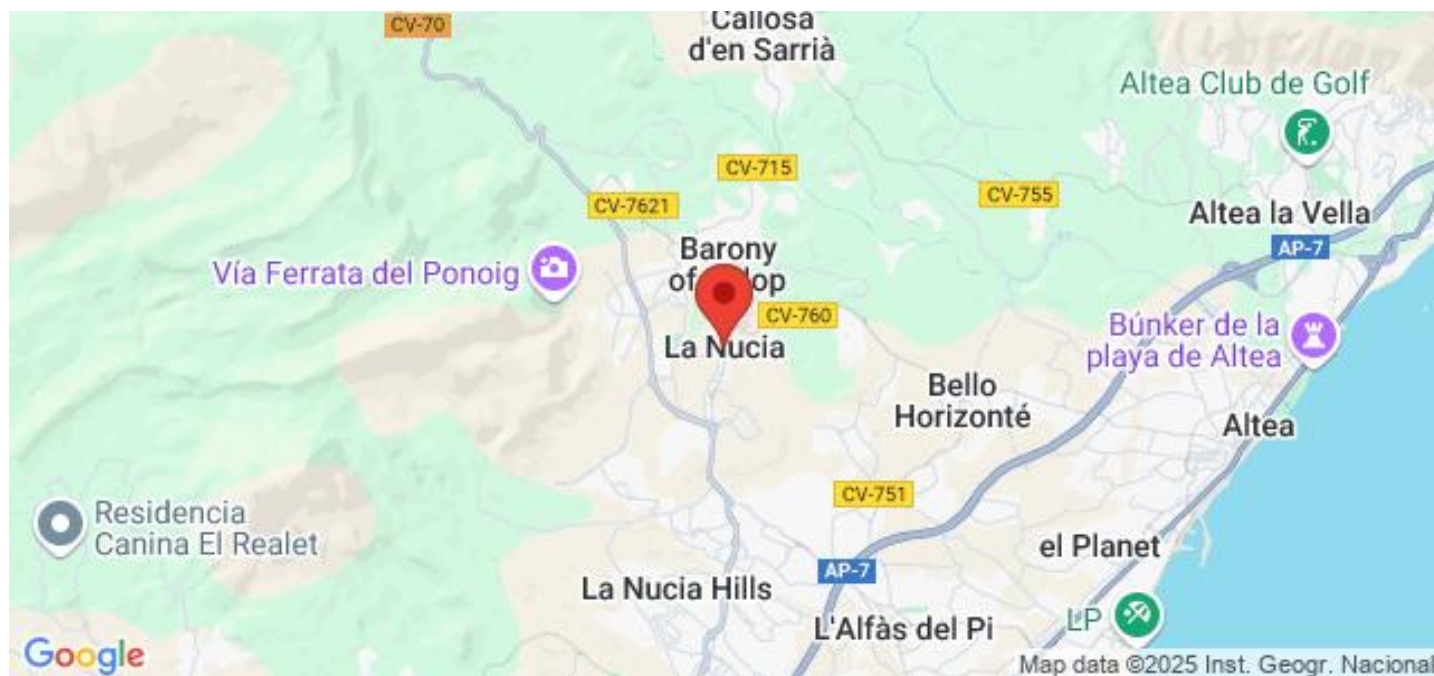 CV-70
Callosa
d'en Sarrià
Altea Club de Golf
CV-715
CV-755
CV-7621
Altea la Vella
AP-7
Barony
Vía Ferrata del Ponoig
CV-760
La Nucia
Búnker de la
playa de Altea
Bello
Horizonté
Altea
CV-751
Residencia
Canina El Realet
el Planet
AP-7
La Nucia Hills
L'Alfàs del Pi
LP
Google
Map data ©2025 Inst. Geogr. Nacional